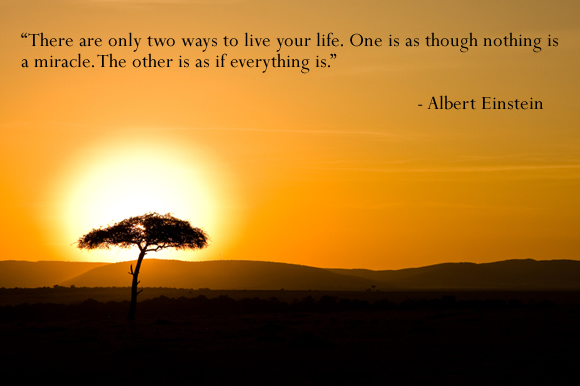 “There are only two ways to live your life. One is as though nothing is
a miracle. The other is as if everything is.”
- Albert Einstein